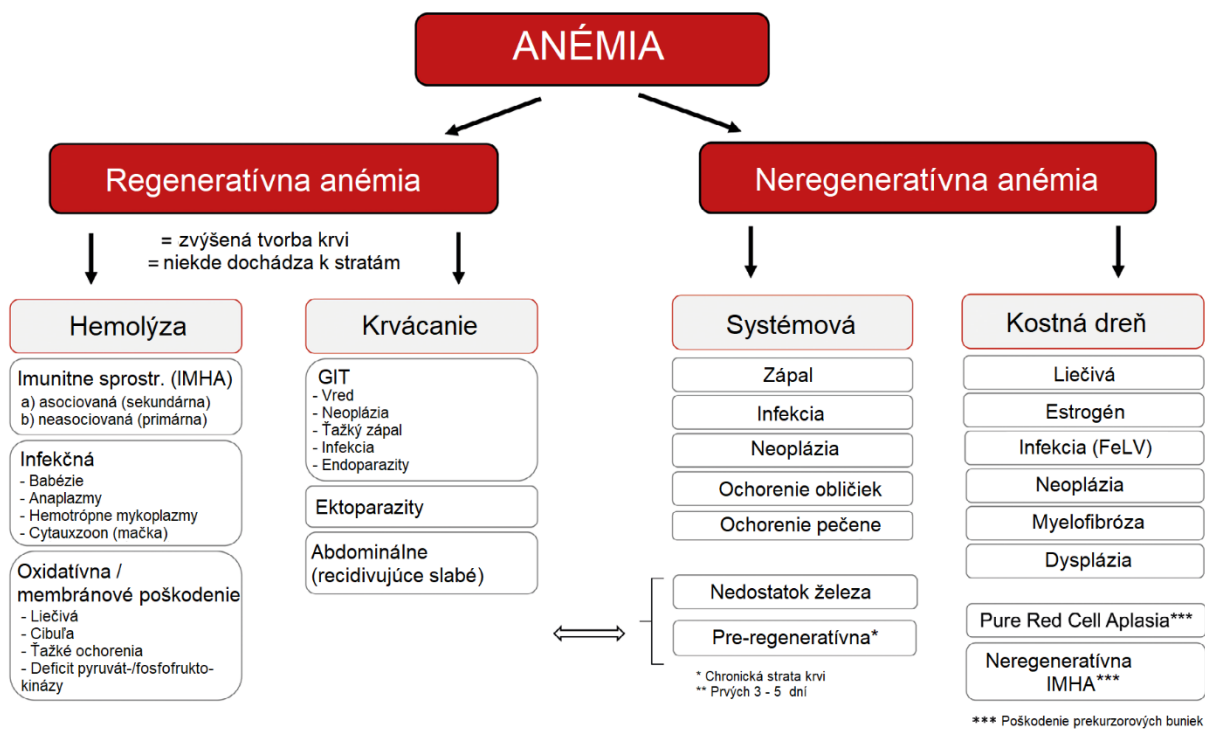 ANÉMIA
Regeneratívna anémia
Neregeneratívna anémia
= zvýšená tvorba krvi
= niekde dochádza k stratám
Hemolýza
Imunitne sprostr. (IMHA)
a) asociovaná (sekundárna)
b) neasociovaná (primárna)
Infekčná
- Babézie
- Anaplazmy
- Hemotrópne mykoplazmy
- Cytauxzoon (mačka)
Oxidatívna /
membránové poškodenie
- Liečivá
- Cibuľa
- Ťažké ochorenia
- Deficit pyruvát-/fosfofrukto-
kinázy
Krvácanie
GIT
- Vred
- Neoplázia
- Ťažký zápal
- Infekcia
- Endoparazity
Ektoparazity
Abdominálne
(recidivujúce slabé)
Systémová
Zápal
Infekcia
Neoplázia
Ochorenie obličiek
Ochorenie pečene
Nedostatok železa
Pre-regeneratívna*
* Chronická strata krvi
** Prvých 3 - 5 dní
Kostná dreň
Liečivá
Estrogén
Infekcia (FeLV)
Neoplázia
Myelofibróza
Dysplázia
Pure Red Cell Aplasia***
Neregeneratívna
IMHA***
*** Poškodenie prekurzorových buniek